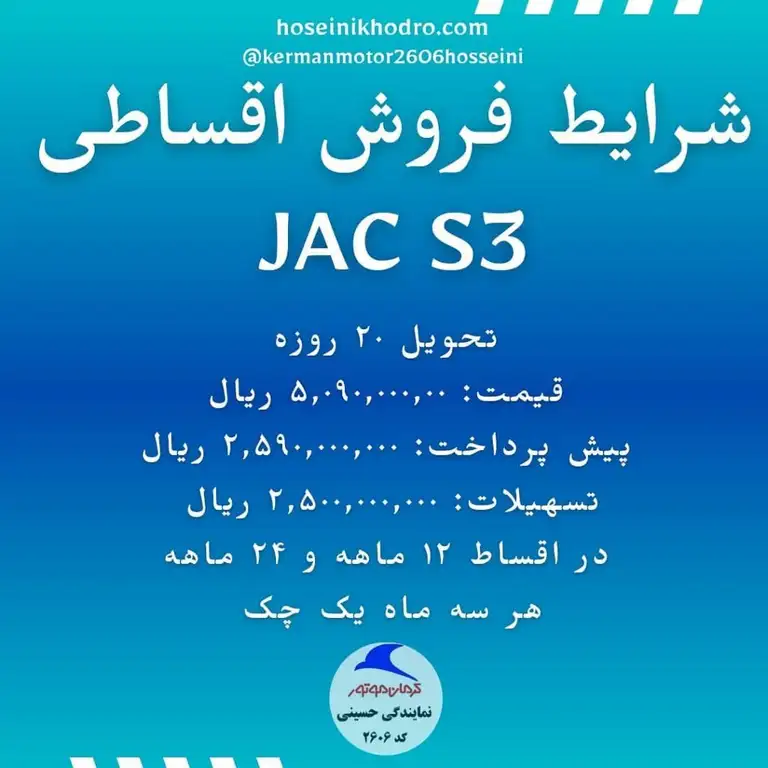 hoseinikhodro.com
@kermanmotor2606hosseini
شرایط فروش اقساطی
JAC S3
تحویل ۲۰ روزه
قیمت: ۵,۰۹۰,۰۰۰,۰۰ ریال
پیش پرداخت: ۲,۵۹۰,۰۰۰,۰۰۰ ریال
تسهیلات: ۲,۵۰۰,۰۰۰,۰۰۰ ریال
در اقساط ۱۲ ماهه و ۲۴ ماهه
هر سه ماه یک چک
کرمان موتور
نمایندگی حسینی
کد ۲۶۰۶